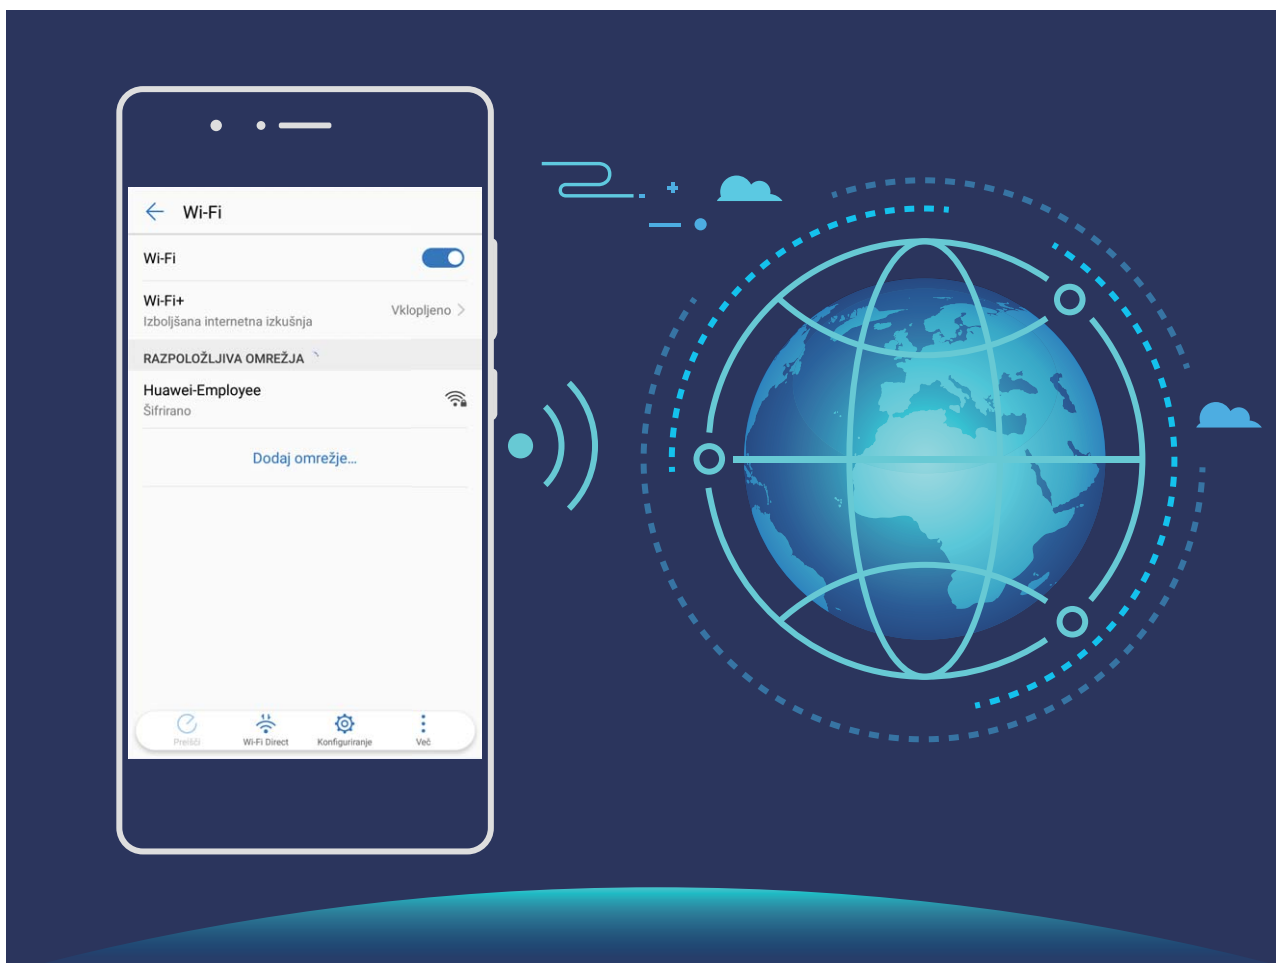 Wi-Fi
Wi-Fi
Wi-Fi+
Izboljšana internetna izkušnja
Vklopljeno
RAZPOLOŽLJIVA OMREŽJA
Huawei-Employee
Šifrirano
Dodaj omrežje...
Preišči
Wi-Fi Direct
Konfiguriranje
Več